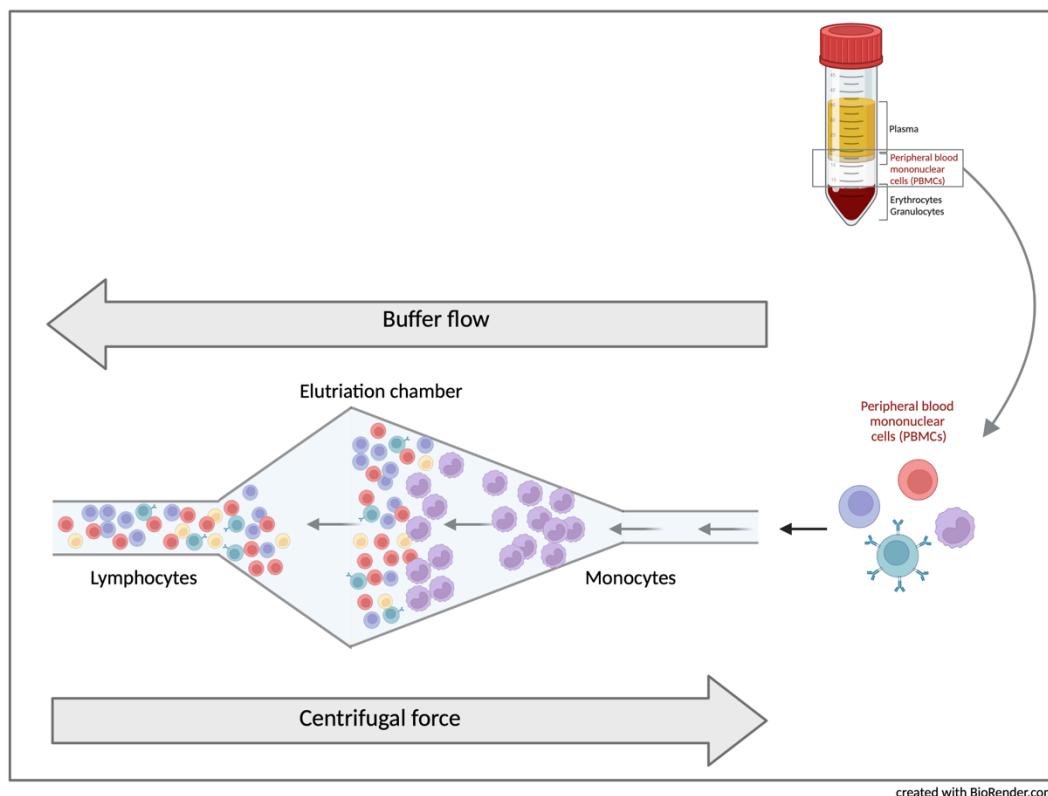 Plasma
Peripheral blood
mononuclear
cells (PBMCs)
Erythrocytes
Granulocytes
Buffer flow
Elutriation chamber
Peripheral blood
mononuclear
cells (PBMCs)
Lymphocytes
Monocytes
Centrifugal force
created with BioRender.com